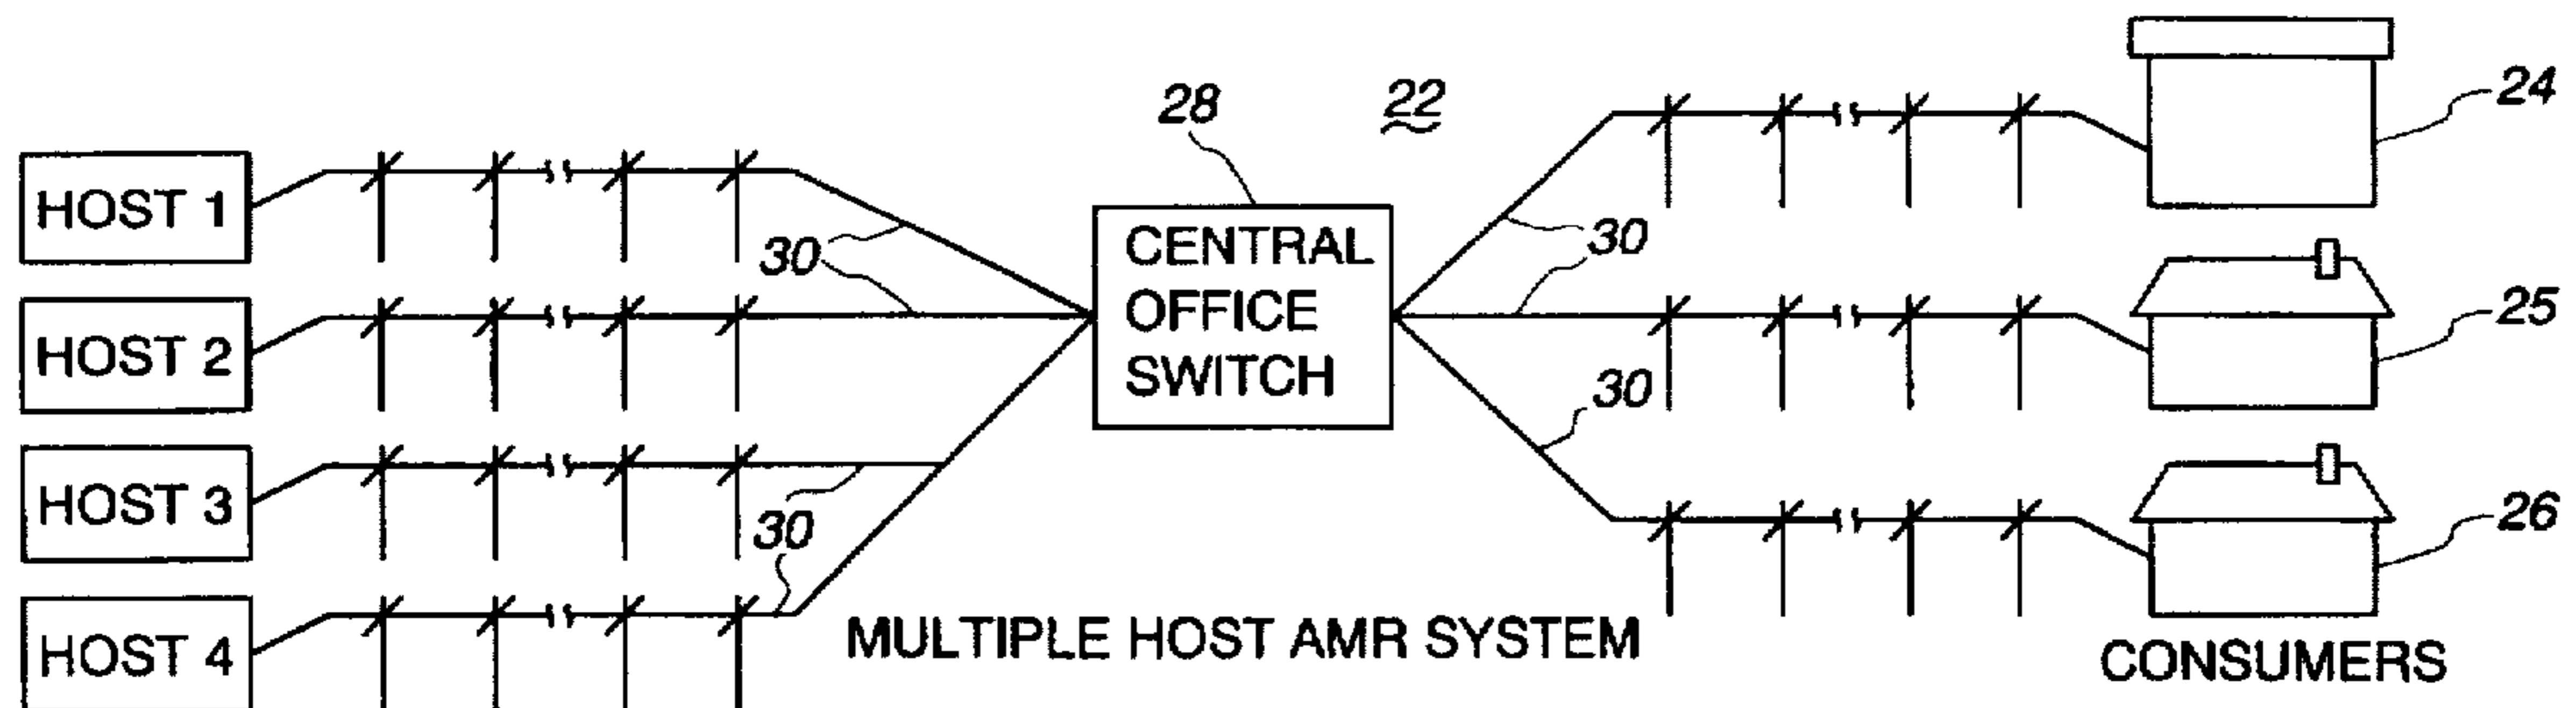 HOST 1
HOST 2
HOST 3
HOST 4
30
30
28
CENTRAL
OFFICE
SWITCH
22
30
30
MULTIPLE HOST AMR SYSTEM
24
25
26
CONSUMERS